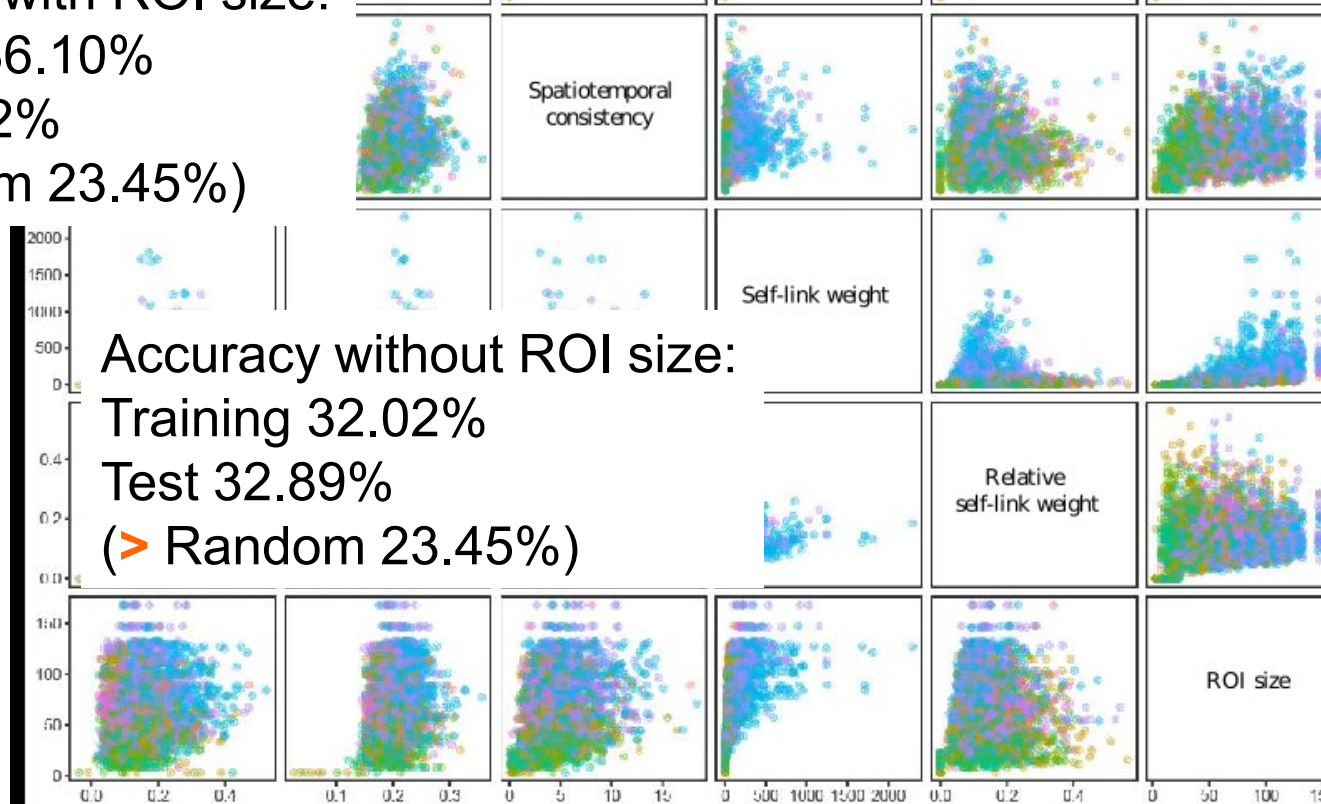 with ROI size:
6.10%
2%
m 23.45%)
Spatiotemporal
consistency
2000
1500
1000
500
0
Self-link weight
Accuracy without ROI size:
Training 32.02%
Test 32.89%
(> Random 23.45%)
0.4
0.2
0.0
Relative
self-link weight
150
100
50
0
ROI size
0.0 0.2 0.4 0.1 0.3 0 5 10 15 0 500 1000 1500 2000 0.0 0.2 0.4 0 50 100